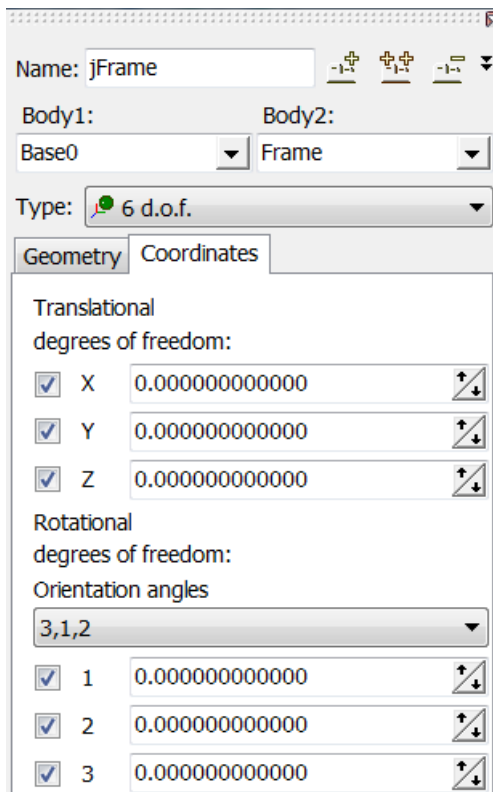 Name: jFrame
Body1: Body2:
Base0 Frame
Type: 6 d.o.f.
Geometry Coordinates
Translational
degrees of freedom:
X 0.000000000000
Y 0.000000000000
Z 0.000000000000
Rotational
degrees of freedom:
Orientation angles
3,1,2
1 0.000000000000
2 0.000000000000
3 0.000000000000